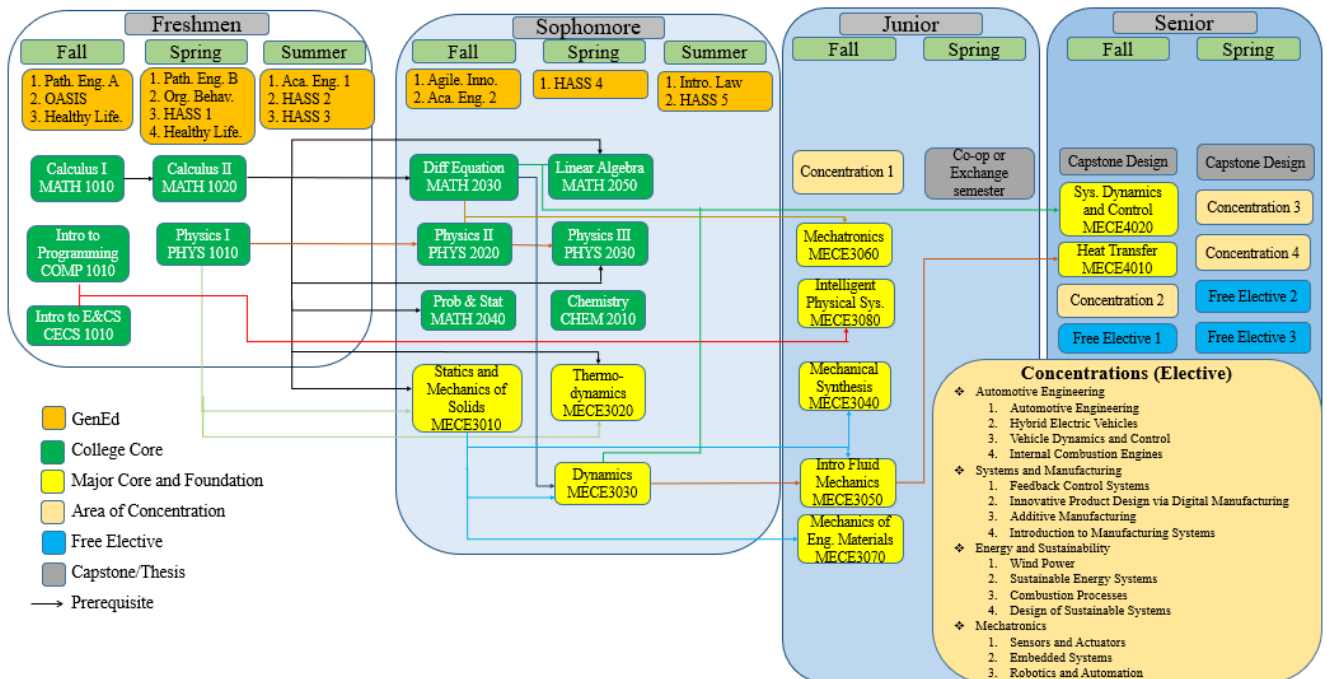 Freshmen
Fall
Spring
Summer
1. Path. Eng. A
2. OASIS
3. Healthy Life.
1. Path. Eng. B
2. Org. Behav.
3. HASS 1
4. Healthy Life.
1. Aca. Eng. 1
2. HASS 2
3. HASS 3
Calculus I
MATH 1010
Calculus II
MATH 1020
Intro to
Programming
COMP 1010
Physics I
PHYS 1010
Intro to E&CS
CECS 1010
Sophomore
Fall
Spring
Summer
1. Agile. Inno.
2. Aca. Eng. 2
1. HASS 4
1. Intro. Law
2. HASS 5
Diff Equation
MATH 2030
Linear Algebra
MATH 2050
Physics II
PHYS 2020
Physics III
PHYS 2030
Prob & Stat
MATH 2040
Chemistry
CHEM 2010
Statics and
Mechanics of
Solids
MECE3010
Thermo-
dynamics
MECE3020
Dynamics
MECE3030
Junior
Fall
Spring
Concentration 1
Co-op or
Exchange
semester
Mechatronics
MECE3060
Intelligent
Physical Sys.
MECE3080
Mechanical
Synthesis
MECE3040
Intro Fluid
Mechanics
MECE3050
Mechanics of
Eng. Materials
MECE3070
Senior
Fall
Spring
Capstone Design
Capstone Design
Sys. Dynamics
and Control
MECE4020
Concentration 3
Heat Transfer
MECE4010
Concentration 4
Concentration 2
Free Elective 2
Free Elective 1
Free Elective 3
GenEd
College Core
Major Core and Foundation
Area of Concentration
Free Elective
Capstone/Thesis
Prerequisite
Concentrations (Elective)
❖ Automotive Engineering
1. Automotive Engineering
2. Hybrid Electric Vehicles
3. Vehicle Dynamics and Control
4. Internal Combustion Engines
❖ Systems and Manufacturing
1. Feedback Control Systems
2. Innovative Product Design via Digital Manufacturing
3. Additive Manufacturing
4. Introduction to Manufacturing Systems
❖ Energy and Sustainability
1. Wind Power
2. Sustainable Energy Systems
3. Combustion Processes
4. Design of Sustainable Systems
❖ Mechatronics
1. Sensors and Actuators
2. Embedded Systems
3. Robotics and Automation